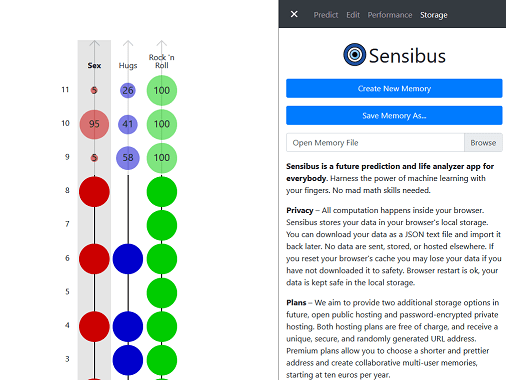 ✕ Predict Edit Performance Storage
Sensibus
Create New Memory
Save Memory As...
Open Memory File Browse
Sensibus is a future prediction and life analyzer app for
everybody. Harness the power of machine learning with
your fingers. No mad math skills needed.
Privacy – All computation happens inside your browser.
Sensibus stores your data in your browser's local storage.
You can download your data as a JSON text file and import it
back later. No data are sent, stored, or hosted elsewhere. If
you reset your browser's cache you may lose your data if you
have not downloaded it to safety. Browser restart is ok, your
data is kept safe in the local storage.
Plans – We aim to provide two additional storage options in
future, open public hosting and password-encrypted private
hosting. Both hosting plans are free of charge, and receive a
unique, secure, and randomly generated URL address.
Premium plans allow you to choose a shorter and prettier
address and create collaborative multi-user memories,
starting at ten euros per year.
Sex Hugs Rock 'n
Roll
11 5 26 100
10 95 41 100
9 5 58 100
8
7
6
5
4
3